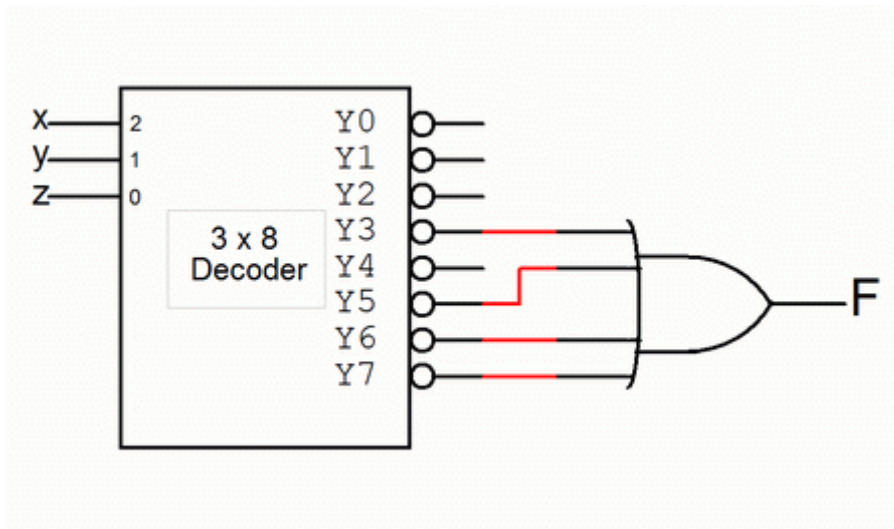 x 2 Y0
y 1 Y1
z 0 Y2
3 x 8 Y3
Decoder Y4
Y5 F
Y6
Y7